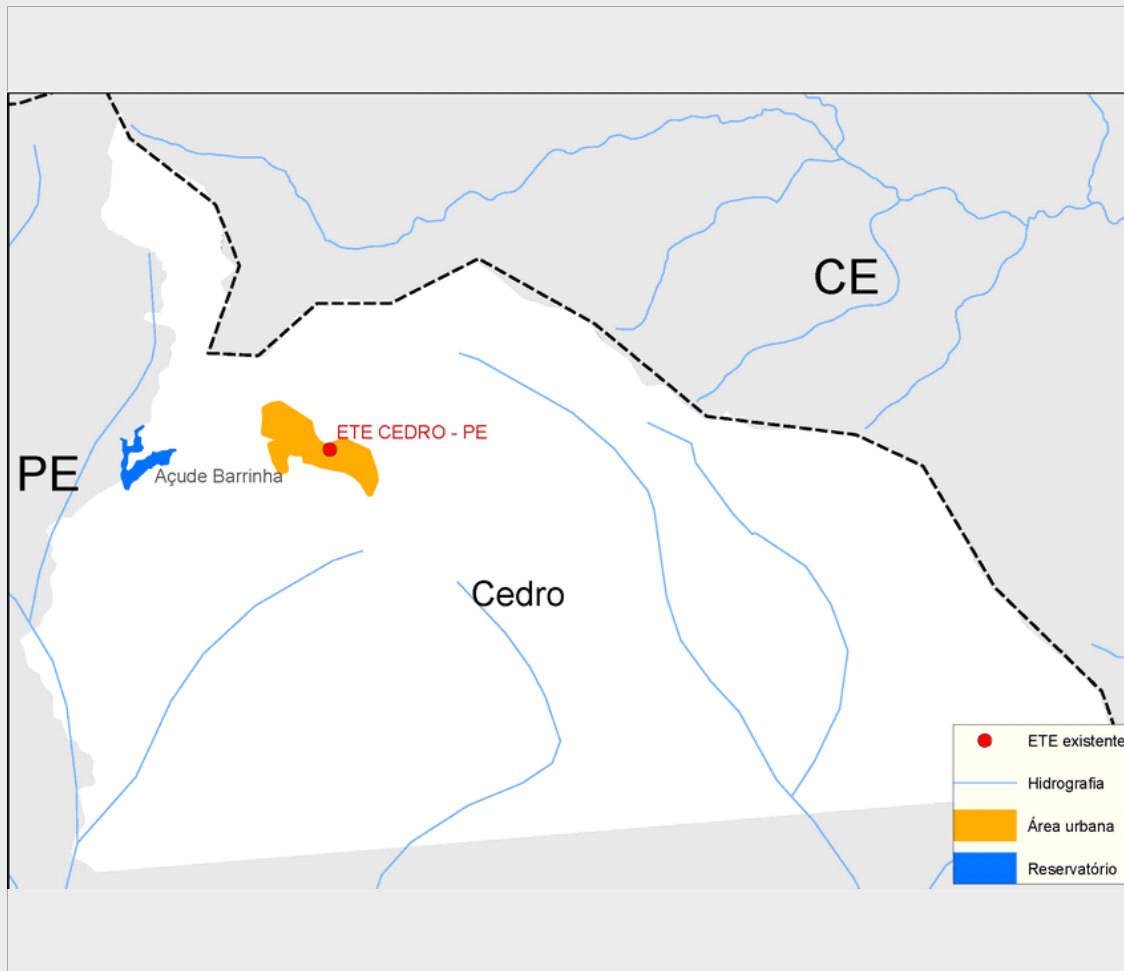 CE
ETE CEDRO - PE
PE
Açude Barrinha
Cedro
ETE existente
Hidrografia
Área urbana
Reservatório